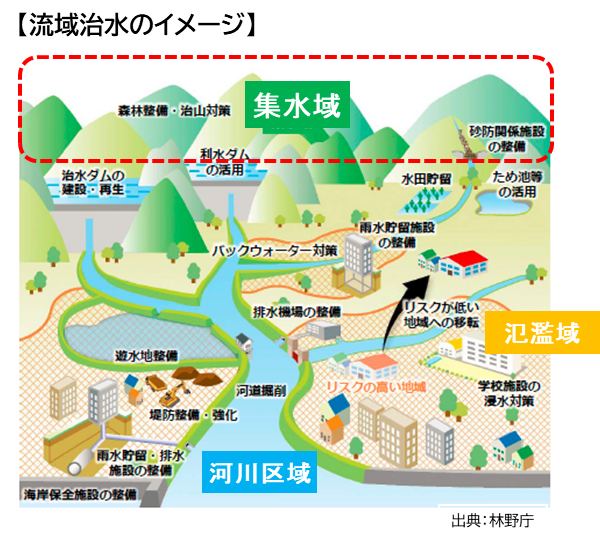 【流域治水のイメージ】
集水域
森林整備・治山対策
砂防関係施設
の整備
治水ダムの
建設・再生
利水ダム
の活用
水田貯留
ため池等
の活用
雨水貯留施設
の整備
バックウォーター対策
排水機場の整備
リスクが低い
地域への移転
氾濫域
遊水地整備
河道掘削
リスクの高い地域
学校施設の
浸水対策
堤防整備・強化
雨水貯留・排水
施設の整備
河川区域
海岸保全施設の整備
出典：林野庁